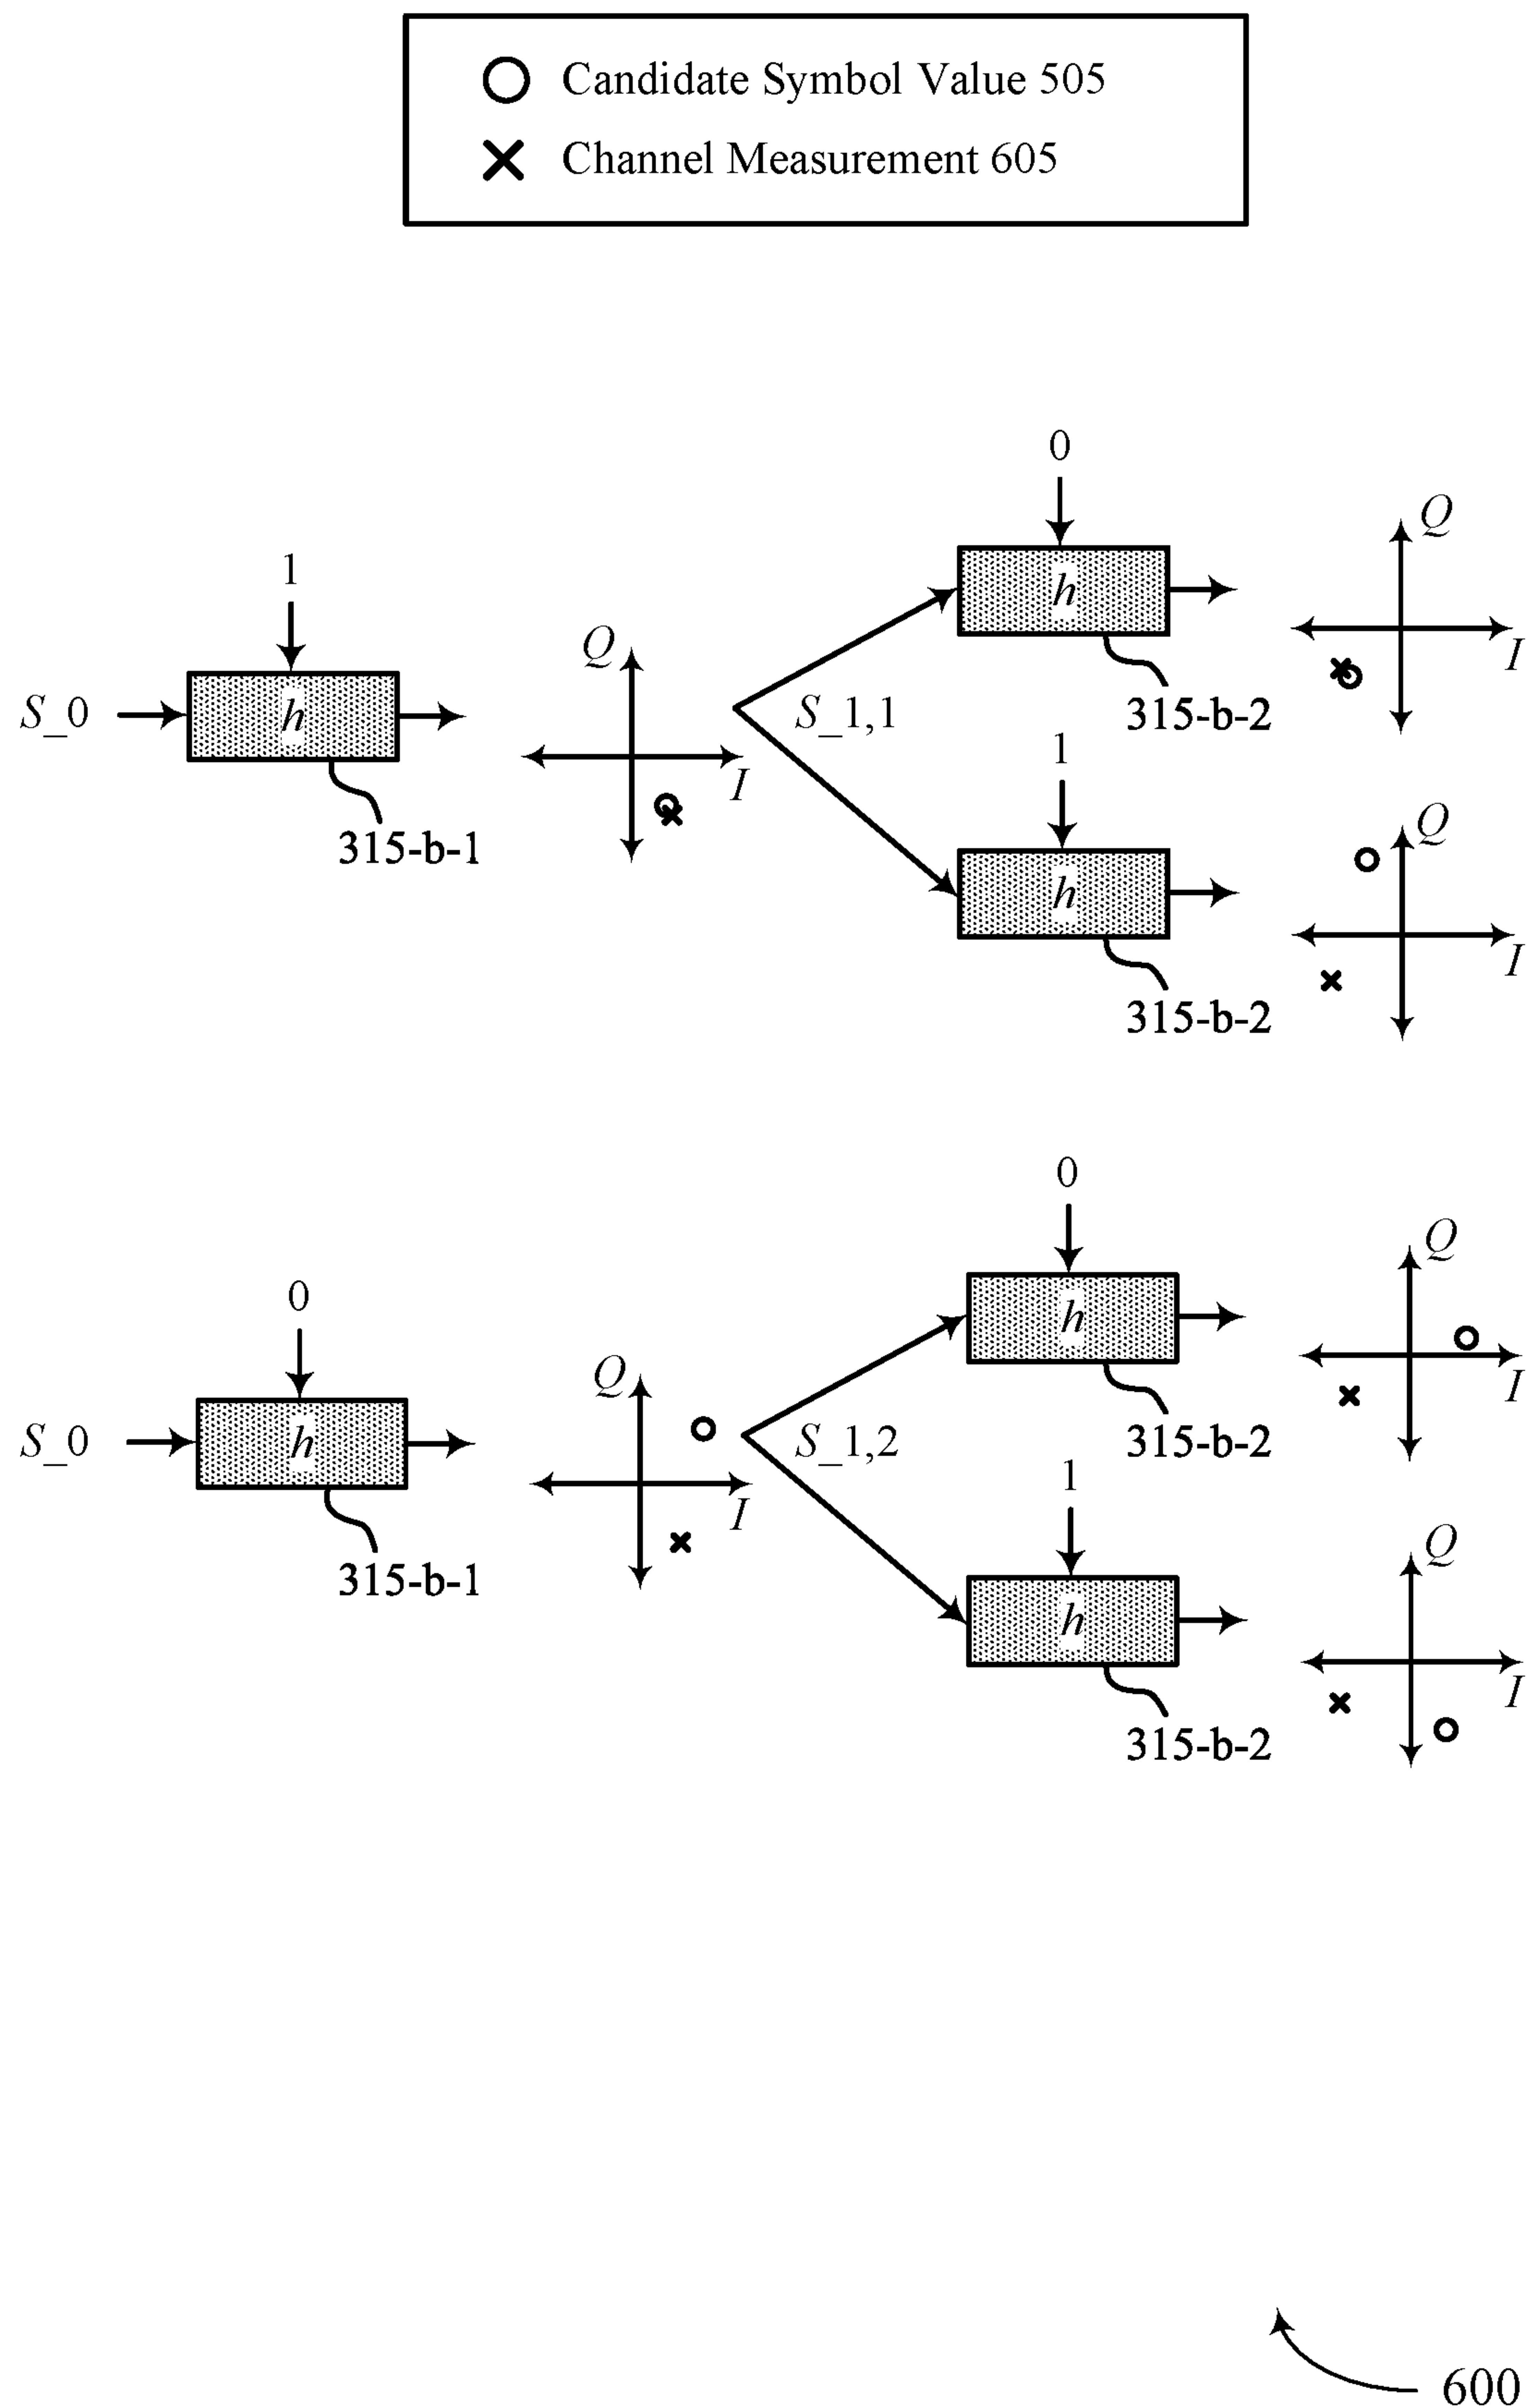 Candidate Symbol Value 505
Channel Measurement 605
0
Q
1
h
I
Q
S_0
h
S_1,1
315-b-2
I
1
315-b-1
Q
h
I
315-b-2
0
Q
0
h
I
Q
S_0
h
S_1,2
315-b-2
I
1
315-b-1
Q
h
I
315-b-2
600